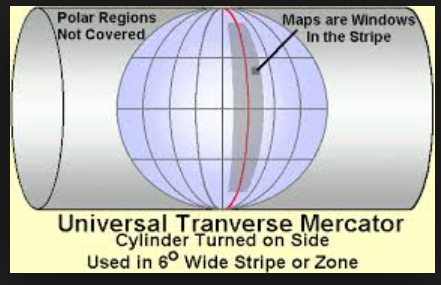 Polar Regions
Not Covered
Maps are Windows
In the Stripe
Universal Tranverse Mercator
Cylinder Turned on Side
Used in 6º Wide Stripe or Zone